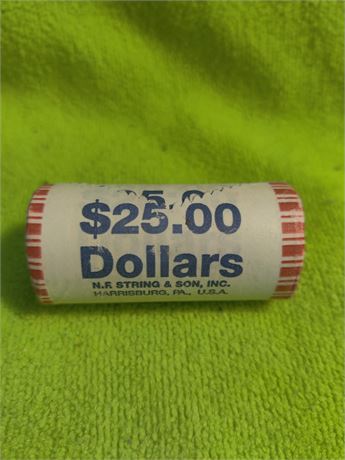 $25.00
Dollars
N.F. STRING & SON, INC.
HARRISBURG, PA., U.S.A.